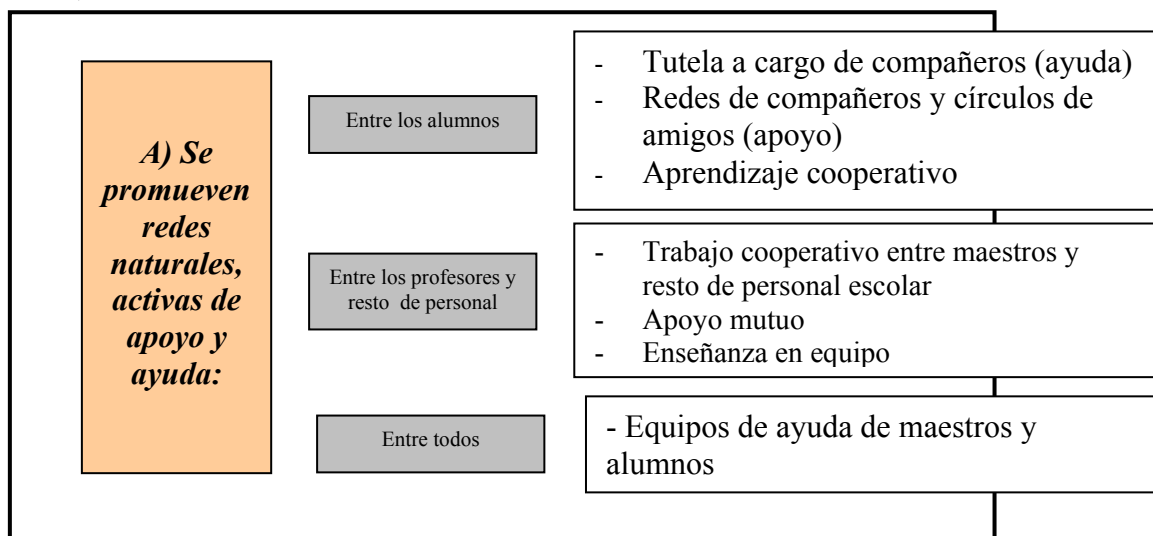 A) Se
promueven
redes
naturales,
activas de
apoyo y
ayuda:
Entre los alumnos
- Tutela a cargo de compañeros (ayuda)
- Redes de compañeros y círculos de
amigos (apoyo)
- Aprendizaje cooperativo
Entre los profesores y
resto de personal
- Trabajo cooperativo entre maestros y
resto de personal escolar
- Apoyo mutuo
- Enseñanza en equipo
Entre todos
- Equipos de ayuda de maestros y
alumnos